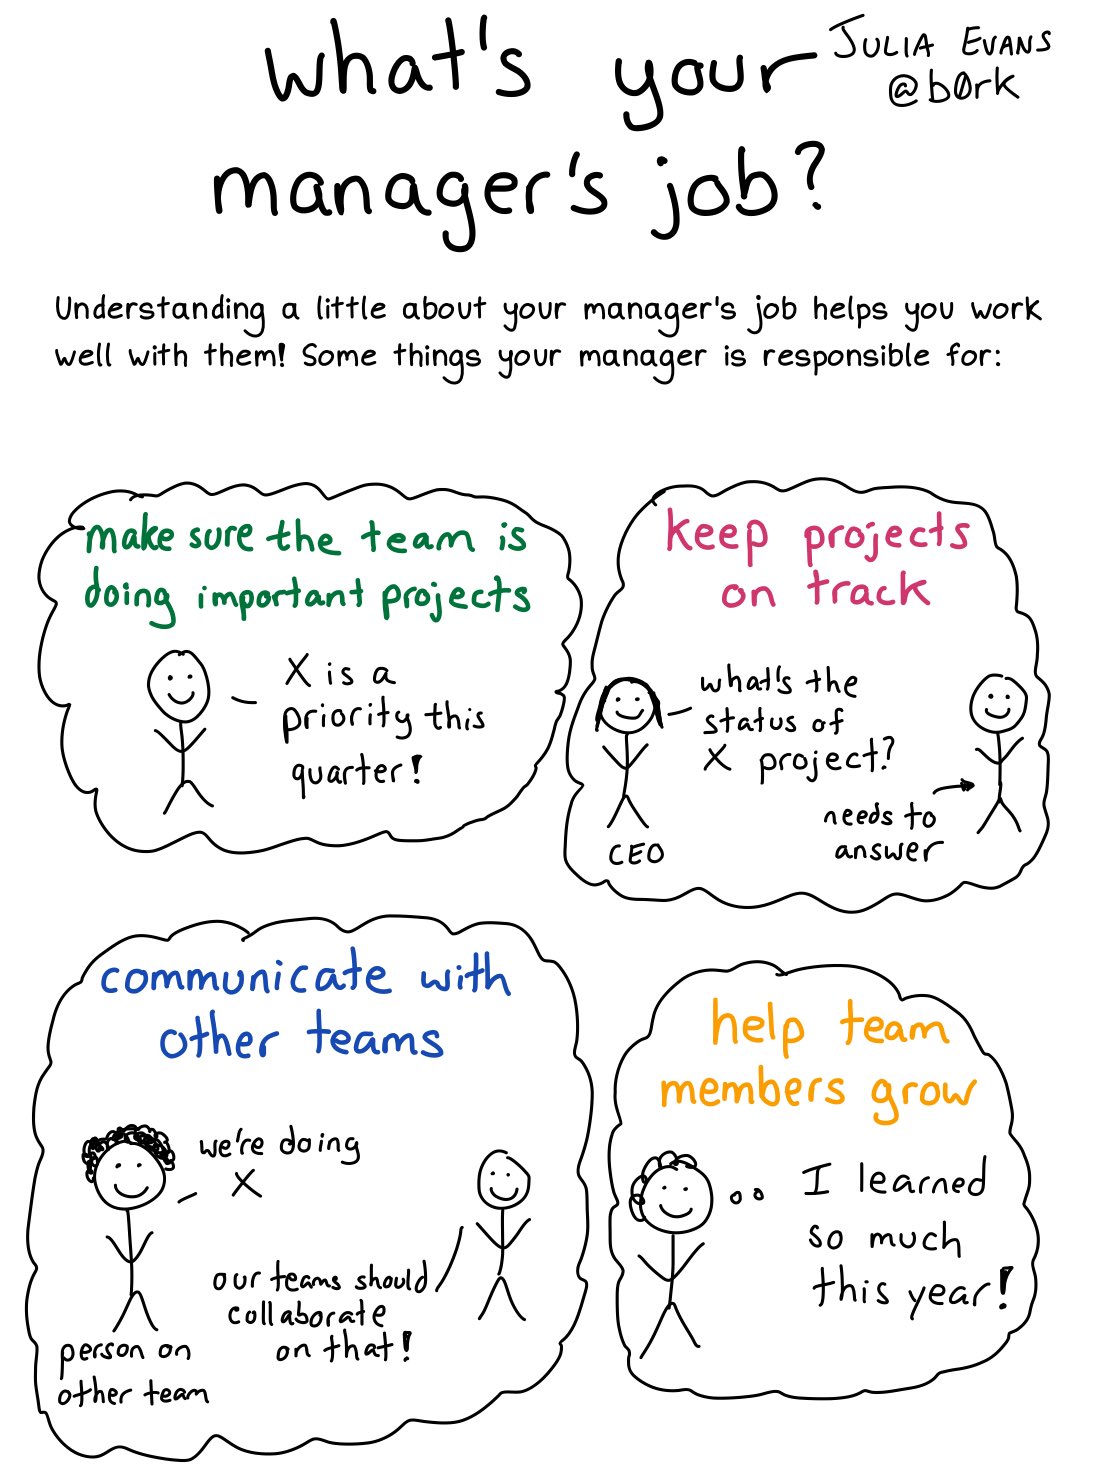 what's your
JULIA EVANS
@b0rk
manager's job?
Understanding a little about your manager's job helps you work
well with them! Some things your manager is responsible for:
make sure the team is
doing important projects
X is a
priority this
quarter!
keep projects
on track
what's the
status of
X project?
needs to
answer
CEO
communicate with
other teams
we're doing
X
our teams should
collaborate
on that!
person on
other team
help team
members grow
I learned
so much
this year!